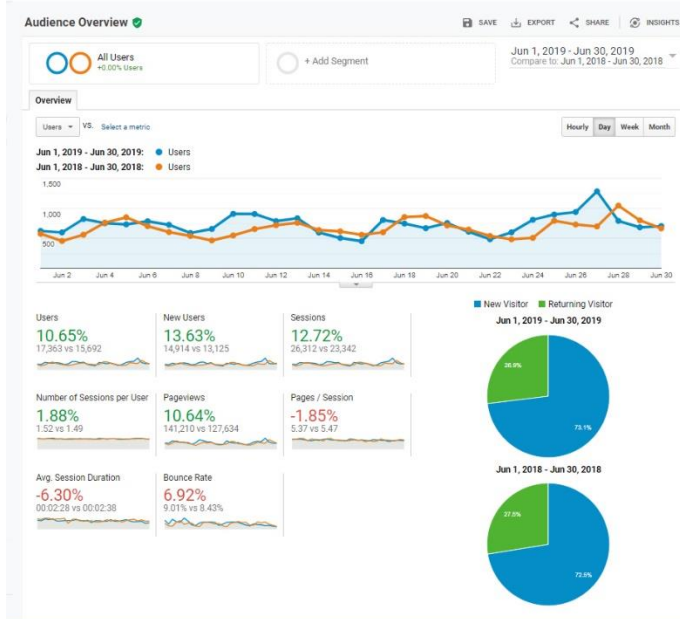 Audience Overview
SAVE EXPORT SHARE INSIGHTS
All Users
+0.00% Users
+ Add Segment
Jun 1, 2019 - Jun 30, 2019
Compare to: Jun 1, 2018 - Jun 30, 2018
Overview
Users VS. Select a metric
Hourly Day Week Month
Jun 1, 2019 - Jun 30, 2019: Users
Jun 1, 2018 - Jun 30, 2018: Users
1,500
1,000
500
Jun 2 Jun 4 Jun 6 Jun 8 Jun 10 Jun 12 Jun 14 Jun 16 Jun 18 Jun 20 Jun 22 Jun 24 Jun 26 Jun 28 Jun 30
New Visitor Returning Visitor
Jun 1, 2019 - Jun 30, 2019
Users
10.65%
17,363 vs 15,692
New Users
13.63%
14,914 vs 13,125
Sessions
12.72%
26,312 vs 23,342
73.1%
Number of Sessions per User
1.88%
1.52 vs 1.49
Pageviews
10.64%
141,210 vs 127,634
Pages / Session
-1.85%
5.37 vs 5.47
Jun 1, 2018 - Jun 30, 2018
Avg. Session Duration
-6.30%
00:02:28 vs 00:02:38
Bounce Rate
6.92%
9.01% vs 8.43%
27.5%
72.5%